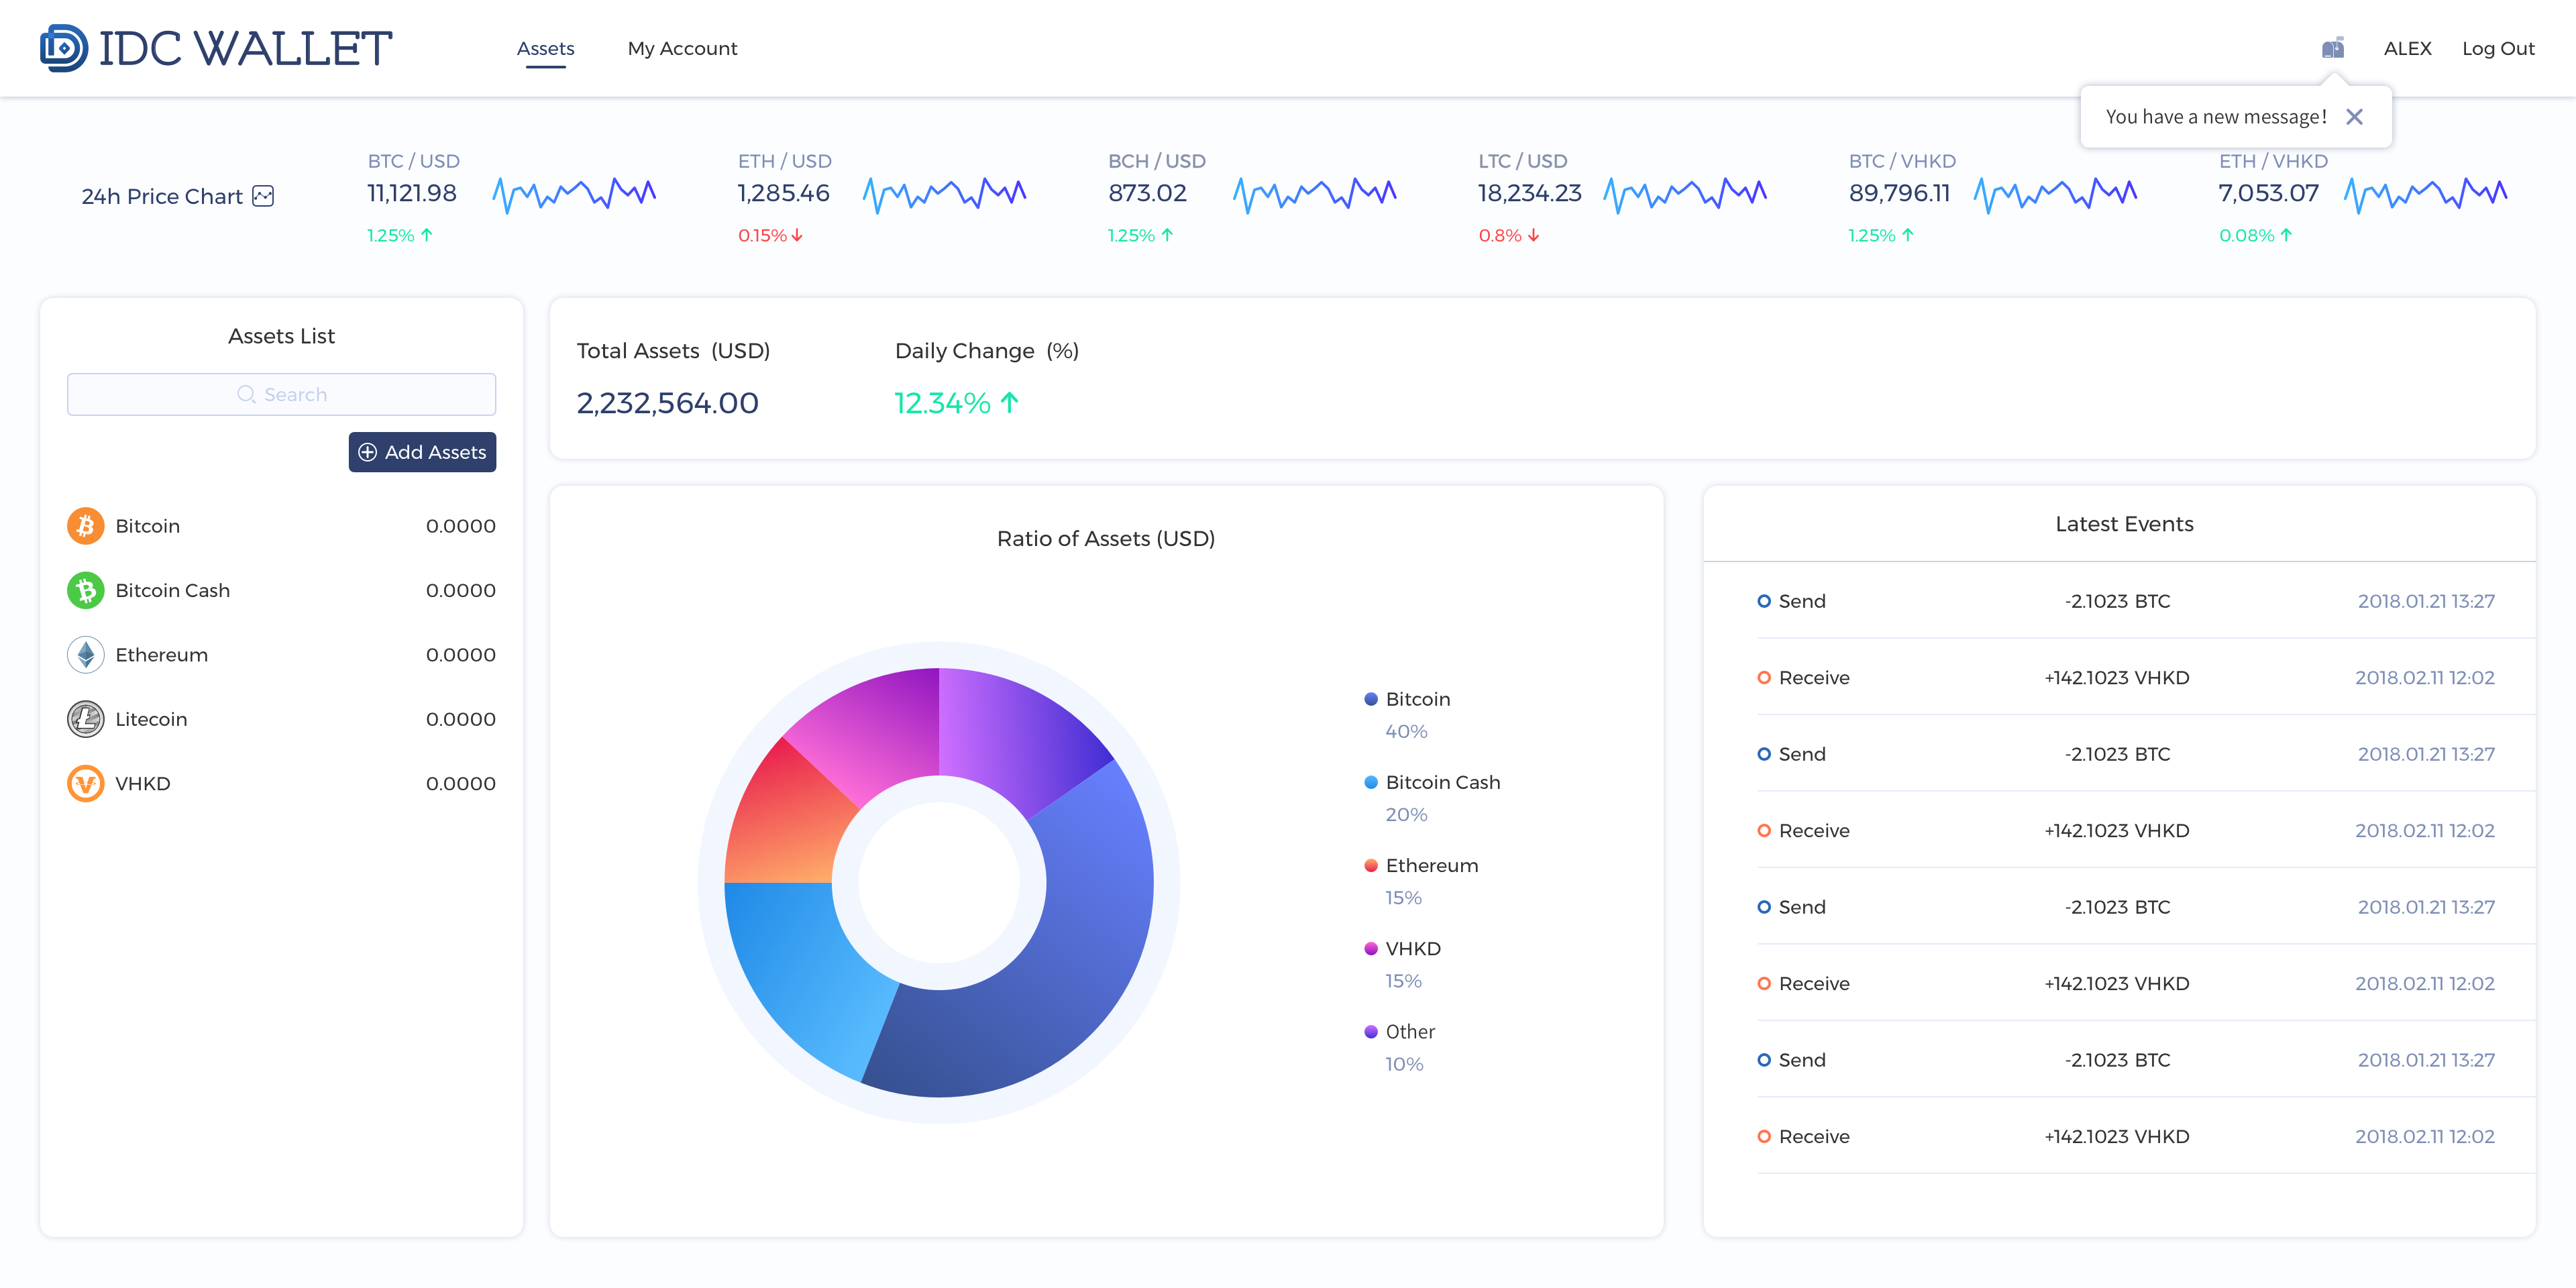 IDC WALLET
Assets
My Account
ALEX
Log Out
You have a new message!
24h Price Chart
BTC / USD
11,121.98
1.25%
ETH / USD
1,285.46
0.15%
BCH / USD
873.02
1.25%
LTC / USD
18,234.23
0.8%
BTC / VHKD
89,796.11
1.25%
ETH / VHKD
7,053.07
0.08%
Assets List
Search
Add Assets
Bitcoin 0.0000
Bitcoin Cash 0.0000
Ethereum 0.0000
Litecoin 0.0000
VHKD 0.0000
Total Assets (USD)
2,232,564.00
Daily Change (%)
12.34%
Ratio of Assets (USD)
Bitcoin
40%
Bitcoin Cash
20%
Ethereum
15%
VHKD
15%
Other
10%
Latest Events
Send -2.1023 BTC 2018.01.21 13:27
Receive +142.1023 VHKD 2018.02.11 12:02
Send -2.1023 BTC 2018.01.21 13:27
Receive +142.1023 VHKD 2018.02.11 12:02
Send -2.1023 BTC 2018.01.21 13:27
Receive +142.1023 VHKD 2018.02.11 12:02
Send -2.1023 BTC 2018.01.21 13:27
Receive +142.1023 VHKD 2018.02.11 12:02